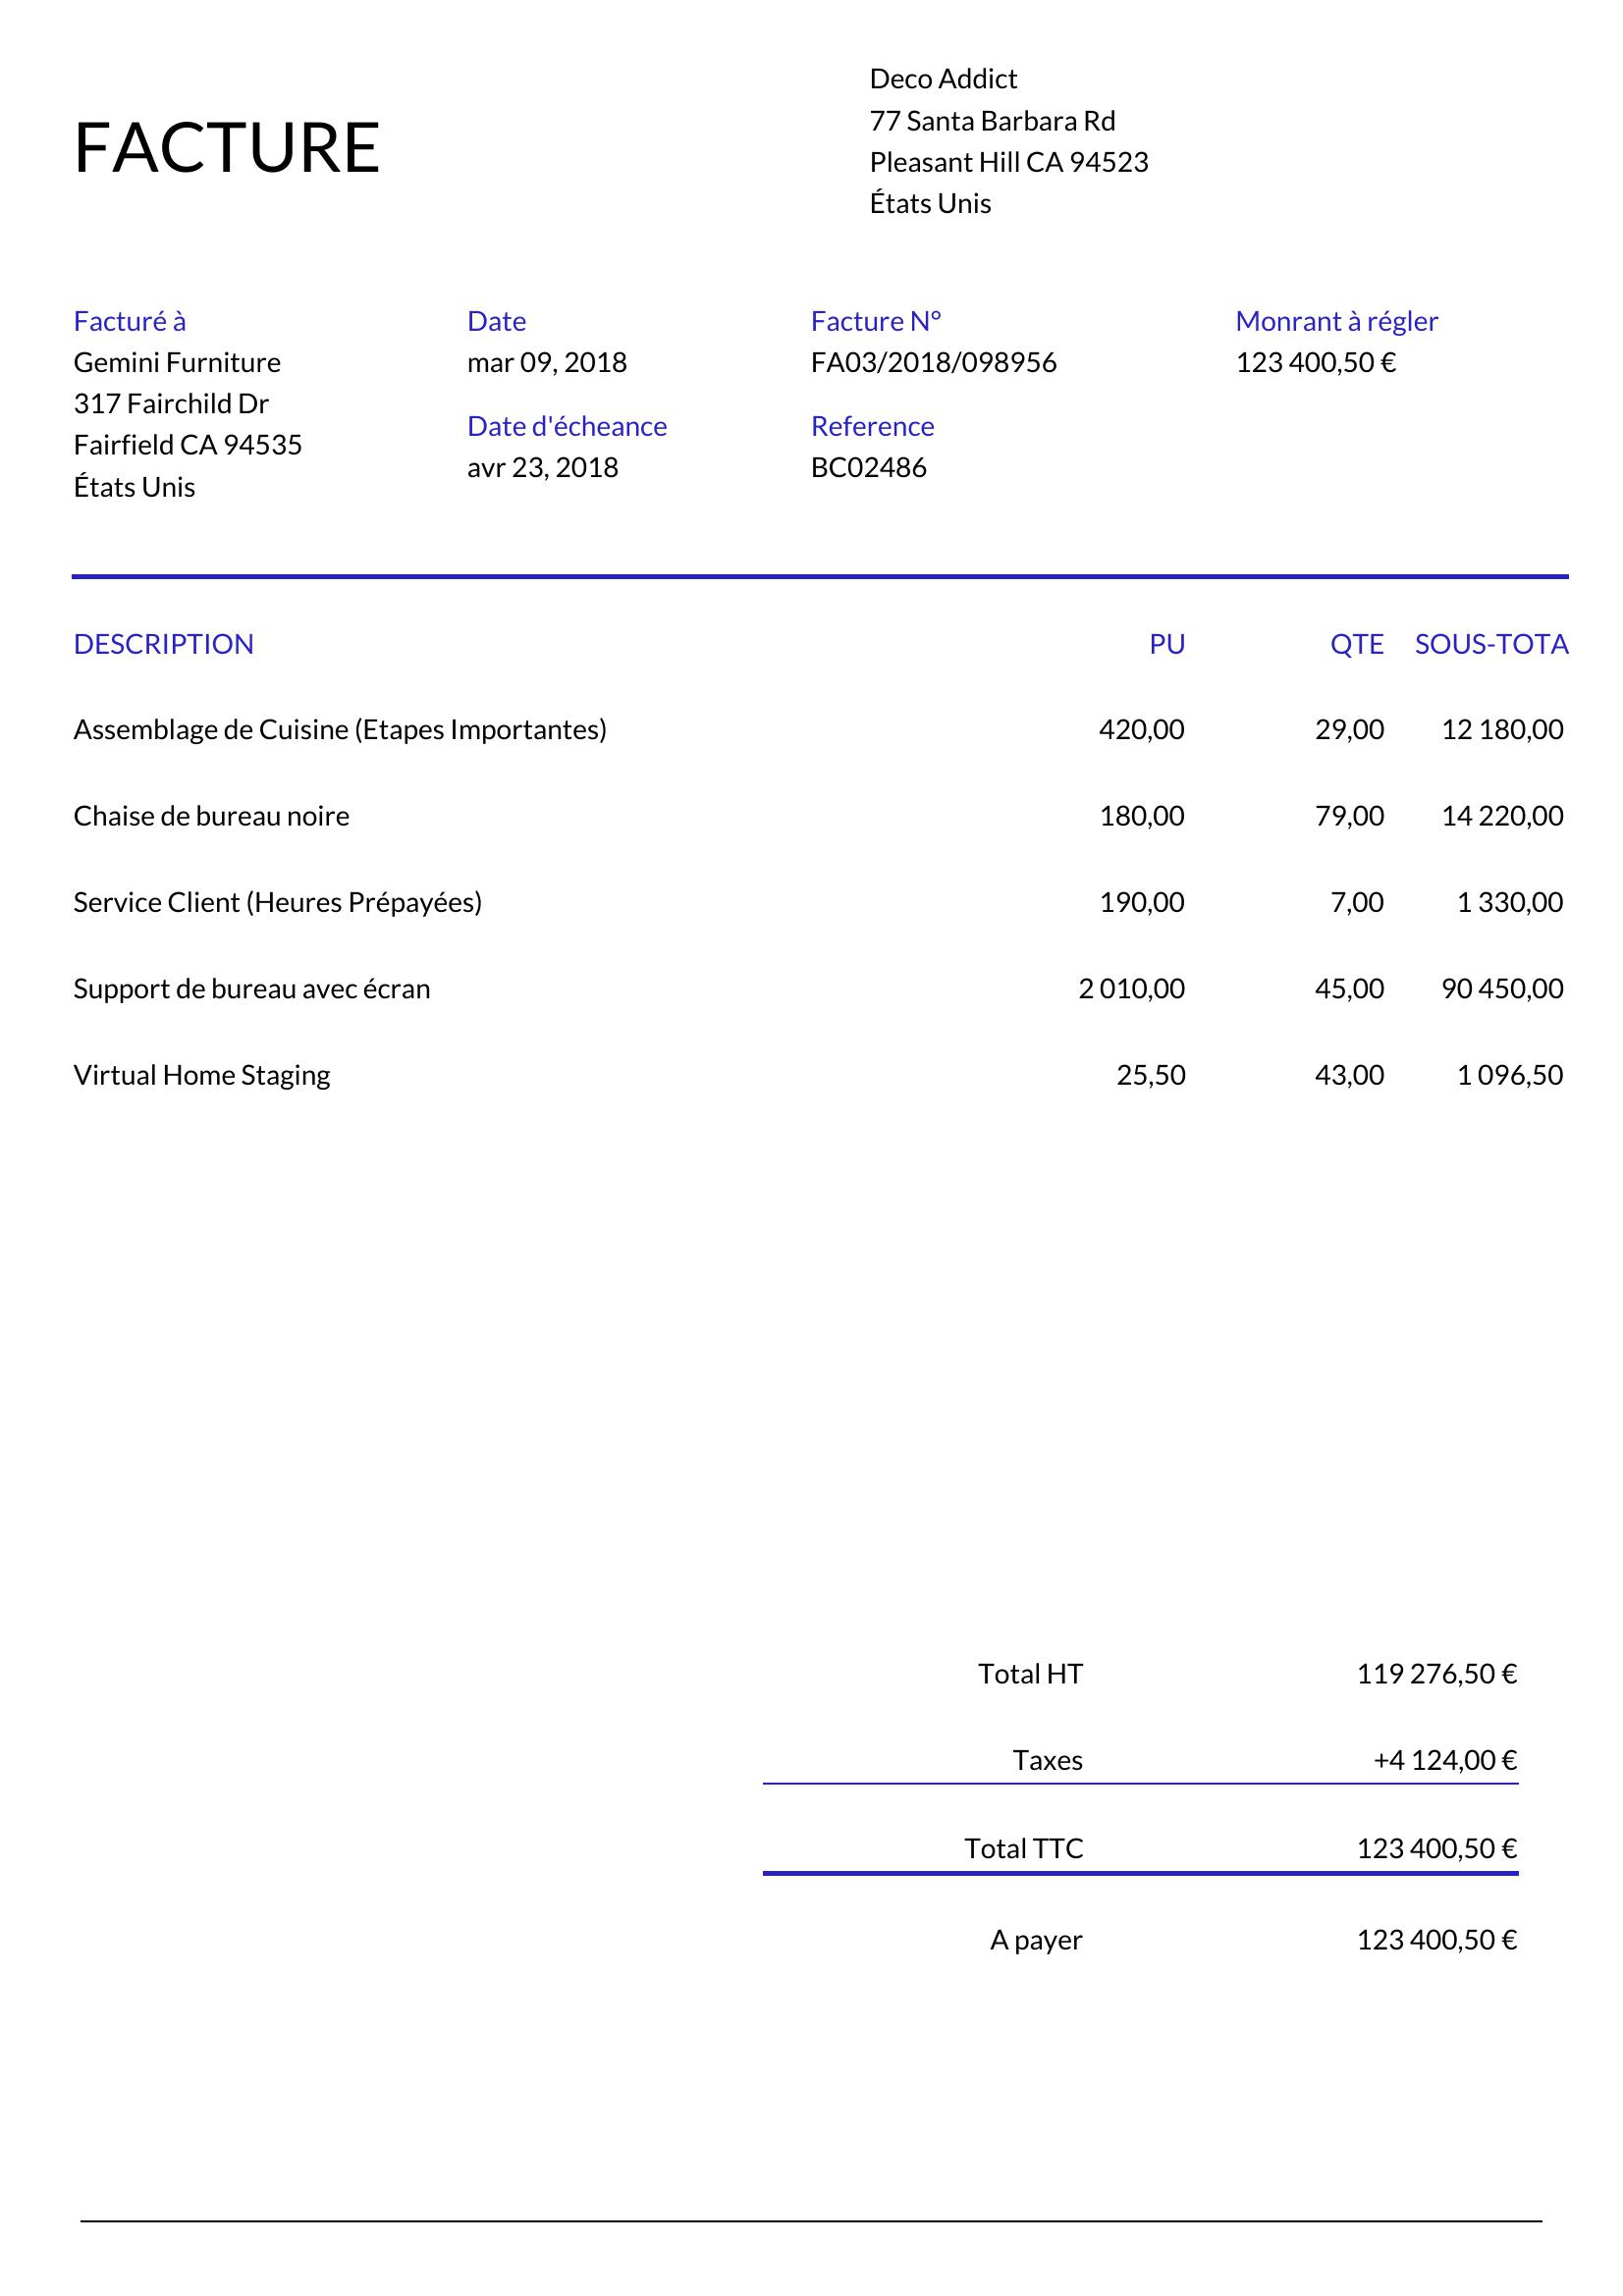 Deco Addict
77 Santa Barbara Rd
FACTURE
Pleasant Hill CA 94523
États Unis
Facturé à Date Facture N° Monrant à régler
Gemini Furniture mar 09, 2018 FA03/2018/098956 123 400,50 €
317 Fairchild Dr
Date d'écheance Reference
Fairfield CA 94535
avr 23, 2018 BC02486
États Unis
DESCRIPTION PU QTE SOUS-TOTA
Assemblage de Cuisine (Etapes Importantes) 420,00 29,00 12 180,00
Chaise de bureau noire 180,00 79,00 14 220,00
Service Client (Heures Prépayées) 190,00 7,00 1 330,00
Support de bureau avec écran 2 010,00 45,00 90 450,00
Virtual Home Staging 25,50 43,00 1 096,50
Total HT 119 276,50 €
Taxes +4 124,00 €
Total TTC 123 400,50 €
A payer 123 400,50 €